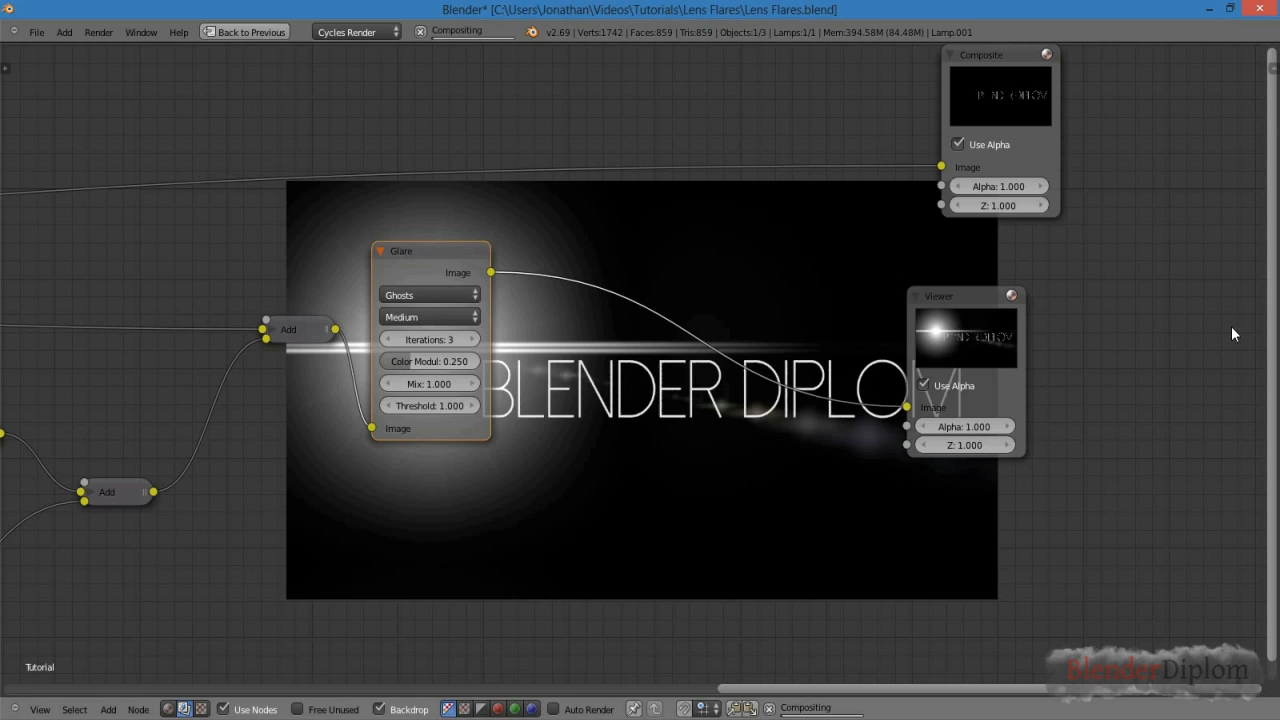 Blender* [C:\Users\Jonathan\Videos\Tutorials\Lens Flares\Lens Flares.blend]
File Add Render Window Help Back to Previous Cycles Render Compositing v2.69 | Verts:1742 | Faces:859 | Tris:859 | Objects:1/3 | Lamps:1/1 | Mem:394.58M (84.48M) | Lamp.001
Composite
Use Alpha
Image
Alpha: 1.000
Z: 1.000
Glare
Image
Ghosts
Medium
Iterations: 3
Color Modul: 0.250
Mix: 1.000
Threshold: 1.000
Image
Add
Add
BLENDER DIPLOM
Viewer
BLENDER DIPLOM
Use Alpha
Image
Alpha: 1.000
Z: 1.000
Tutorial
BlenderDiplom
View Select Add Node Use Nodes Free Unused Backdrop Auto Render Compositing